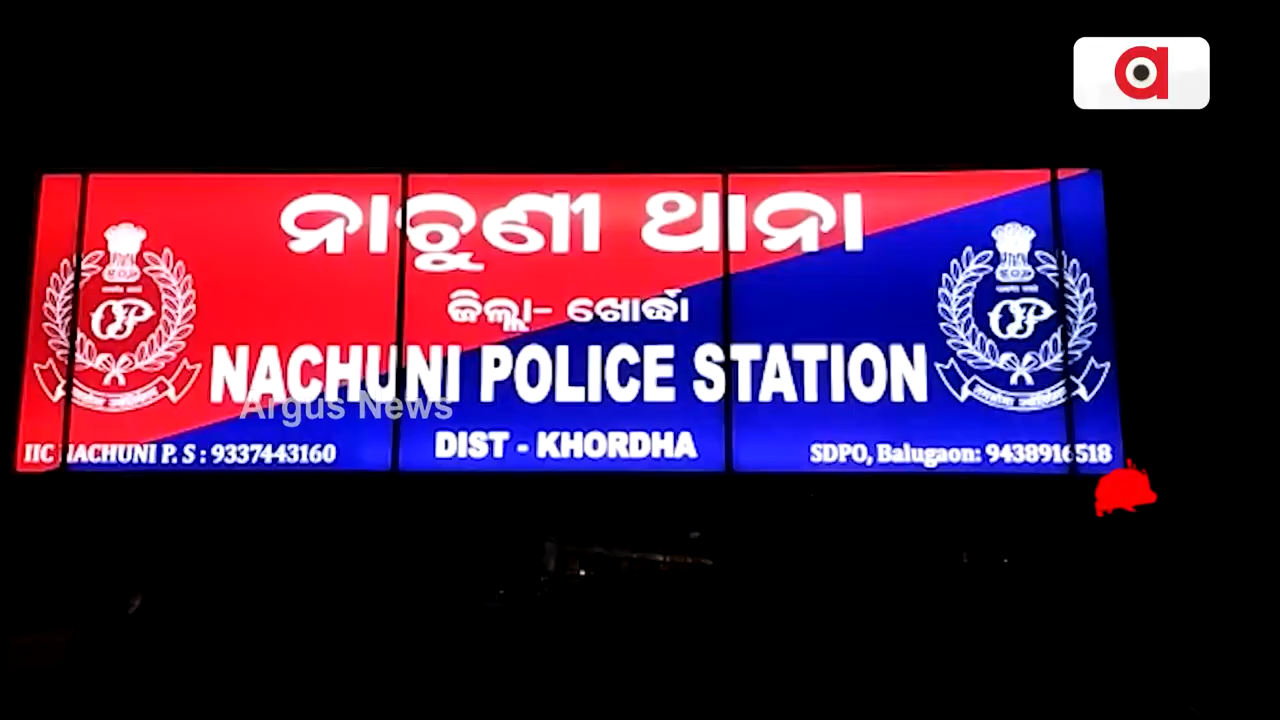 ନାଚୁଣୀ ଥାନା
ଜିଲ୍ଲା- ଖୋର୍ଦ୍ଧା
NACHUNI POLICE STATION
Argus News
DIST - KHORDHA
IIC NACHUNI P. S : 9337443160
SDPO, Balugaon: 9438916518